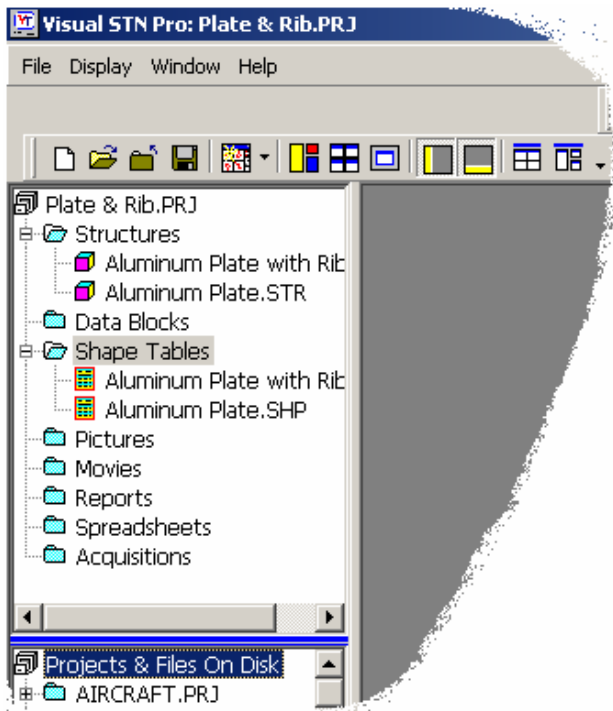 Visual STN Pro: Plate & Rib.PRJ
File Display Window Help
Plate & Rib.PRJ
Structures
Aluminum Plate with Rib
Aluminum Plate.STR
Data Blocks
Shape Tables
Aluminum Plate with Rib
Aluminum Plate.SHP
Pictures
Movies
Reports
Spreadsheets
Acquisitions
Projects & Files On Disk
AIRCRAFT.PRJ